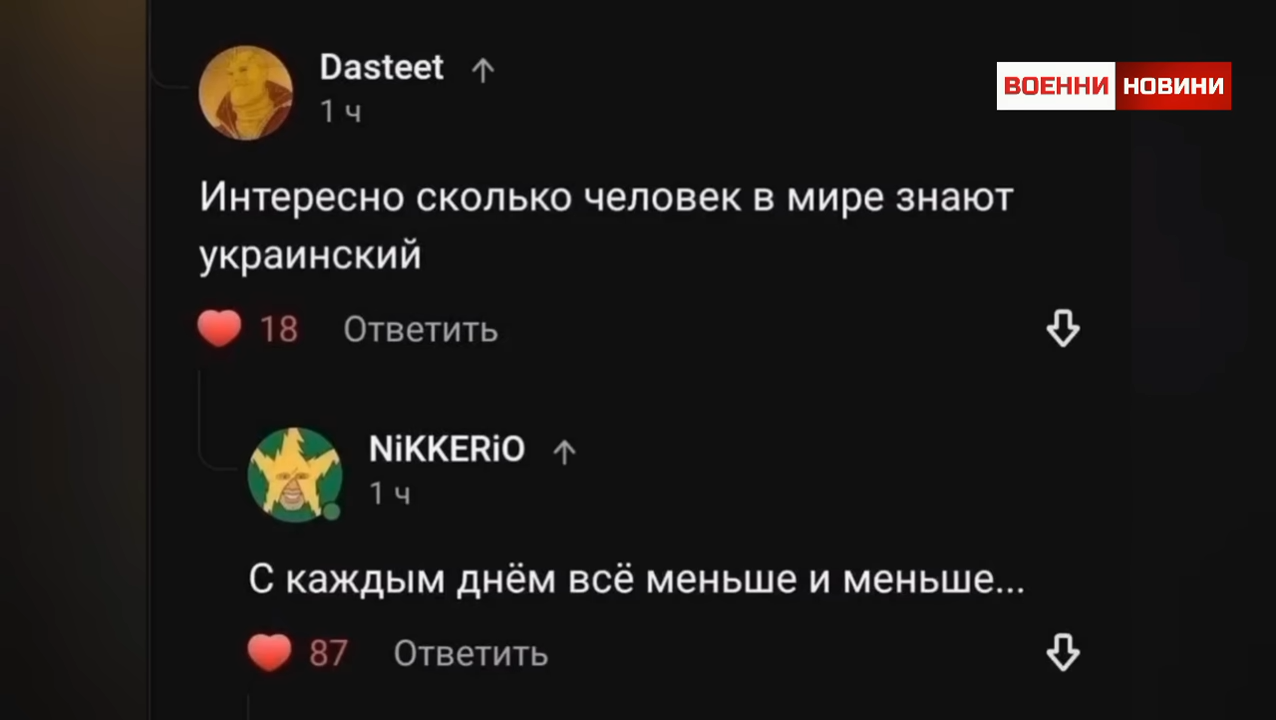 Dasteet
ВОЕННИ НОВИНИ
1 ч
Интересно сколько человек в мире знают
украинский
18 Ответить
NiKKERiO
1 ч
С каждым днём всё меньше и меньше...
87 Ответить